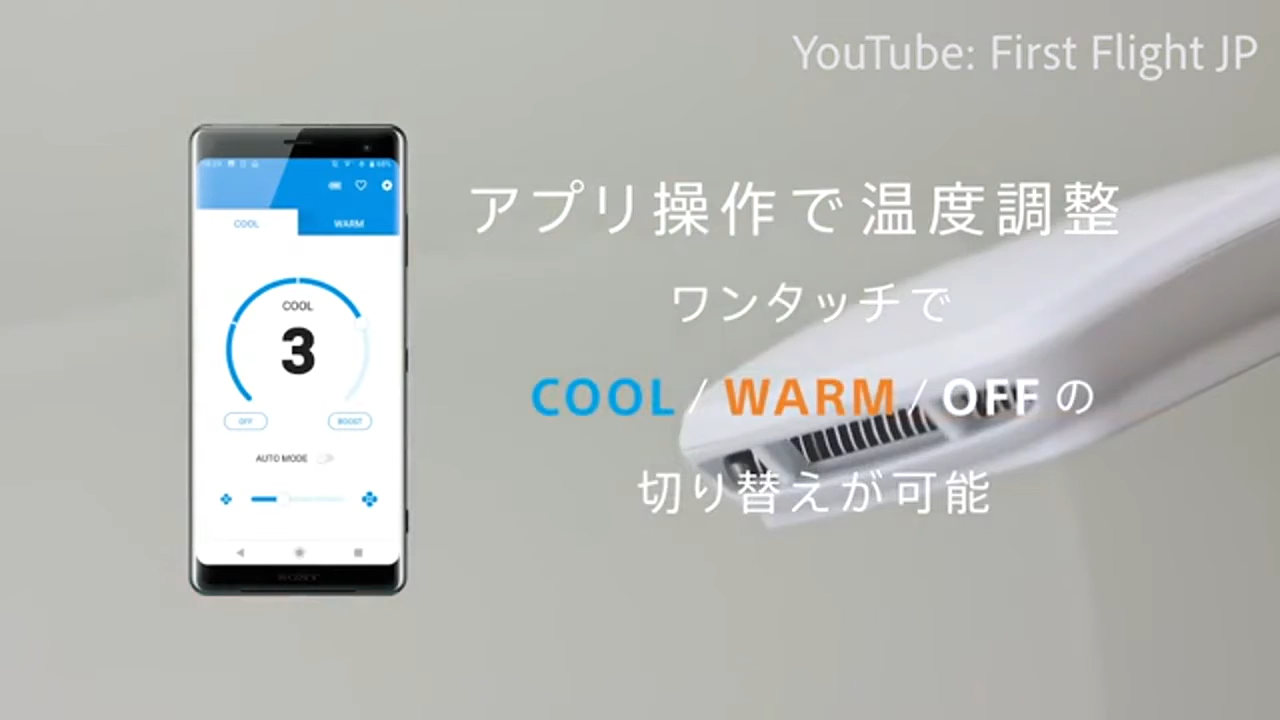 YouTube: First Flight JP
アプリ操作で温度調整
ワンタッチで
COOL / WARM / OFF の
切り替えが可能
COOL
WARM
COOL
3
OFF
BOOST
AUTO MODE
SONY